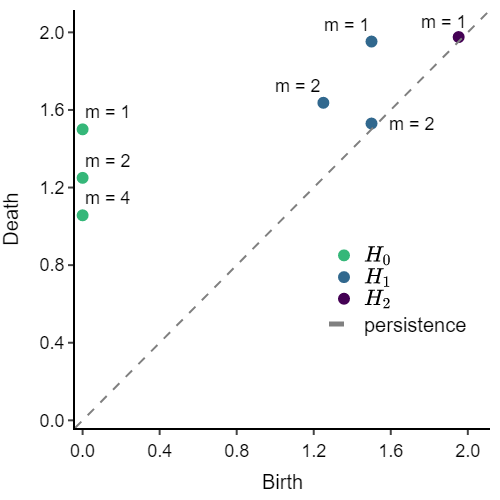 2.0
1.6
1.2
0.8
0.4
0.0
Death
m = 1
m = 1
m = 2
m = 1
m = 2
m = 2
m = 4
H₀
H₁
H₂
persistence
0.0 0.4 0.8 1.2 1.6 2.0
Birth